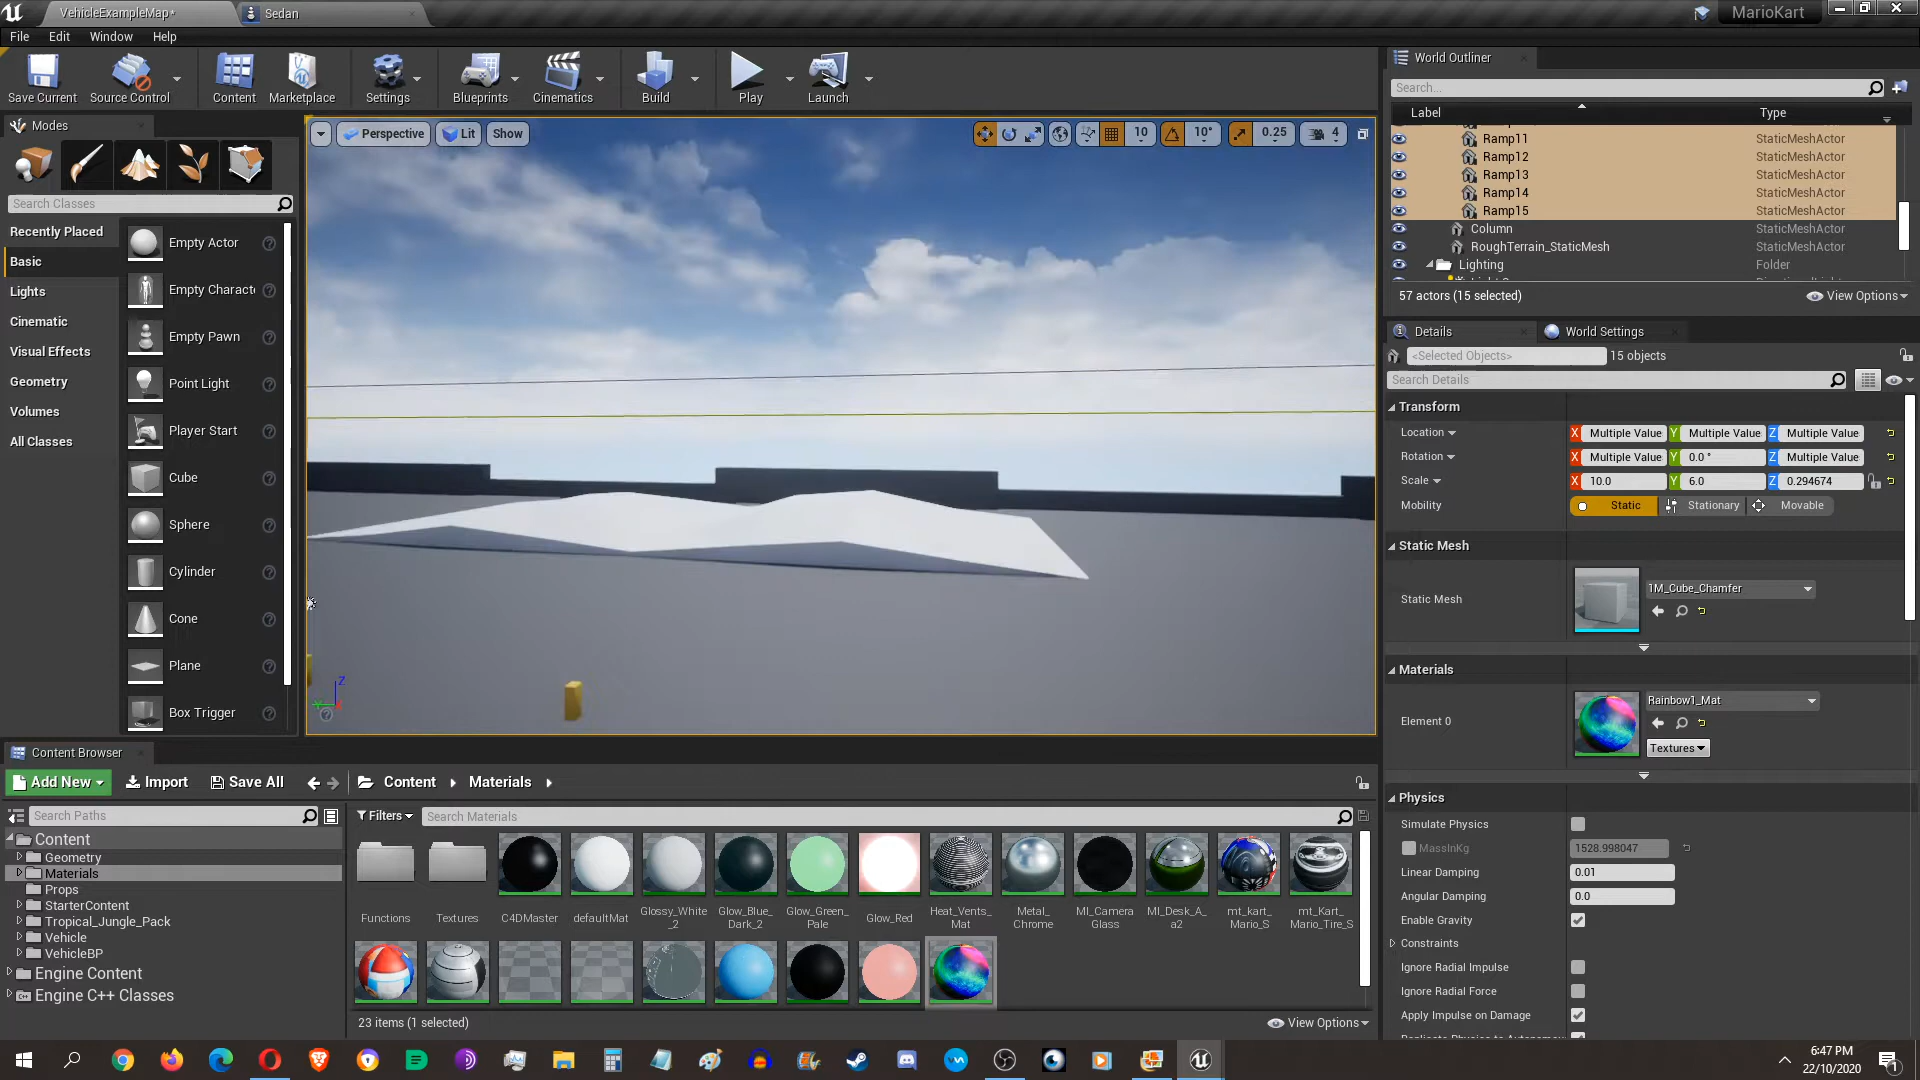 VehicleExampleMap*
Sedan
MarioKart
File
Edit
Window
Help
Save Current
Source Control
Content
Marketplace
Settings
Blueprints
Cinematics
Build
Play
Launch
Modes
Search Classes
Recently Placed
Basic
Lights
Cinematic
Visual Effects
Geometry
Volumes
All Classes
Empty Actor
Empty Charact
Empty Pawn
Point Light
Player Start
Cube
Sphere
Cylinder
Cone
Plane
Box Trigger
Perspective
Lit
Show
10
10°
0.25
4
Z
World Outliner
Search...
Label
Type
Ramp11 StaticMeshActor
Ramp12 StaticMeshActor
Ramp13 StaticMeshActor
Ramp14 StaticMeshActor
Ramp15 StaticMeshActor
Column StaticMeshActor
RoughTerrain_StaticMesh StaticMeshActor
Lighting Folder
57 actors (15 selected)
View Options
Details
World Settings
<Selected Objects>
15 objects
Search Details
Transform
Location X Multiple Value Y Multiple Value Z Multiple Value
Rotation X Multiple Value Y 0.0 ° Z Multiple Value
Scale X 10.0 Y 6.0 Z 0.294674
Mobility Static Stationary Movable
Static Mesh
Static Mesh
1M_Cube_Chamfer
Materials
Element 0
Rainbow1_Mat
Textures
Physics
Simulate Physics
MassInKg 1528.998047
Linear Damping 0.01
Angular Damping 0.0
Enable Gravity
Constraints
Ignore Radial Impulse
Ignore Radial Force
Apply Impulse on Damage
Content Browser
Add New
Import
Save All
Content
Materials
Search Paths
Filters
Search Materials
Content
Geometry
Materials
Props
StarterContent
Tropical_Jungle_Pack
Vehicle
VehicleBP
Engine Content
Engine C++ Classes
Functions
Textures
C4DMaster
defaultMat
Glossy_White_2
Glow_Blue_Dark_2
Glow_Green_Pale
Glow_Red
Heat_Vents_Mat
Metal_Chrome
MI_Camera Glass
MI_Desk_A_a2
mt_kart_Mario_S
mt_Kart_Mario_Tire_S
23 items (1 selected)
View Options
6:47 PM
22/10/2020
1